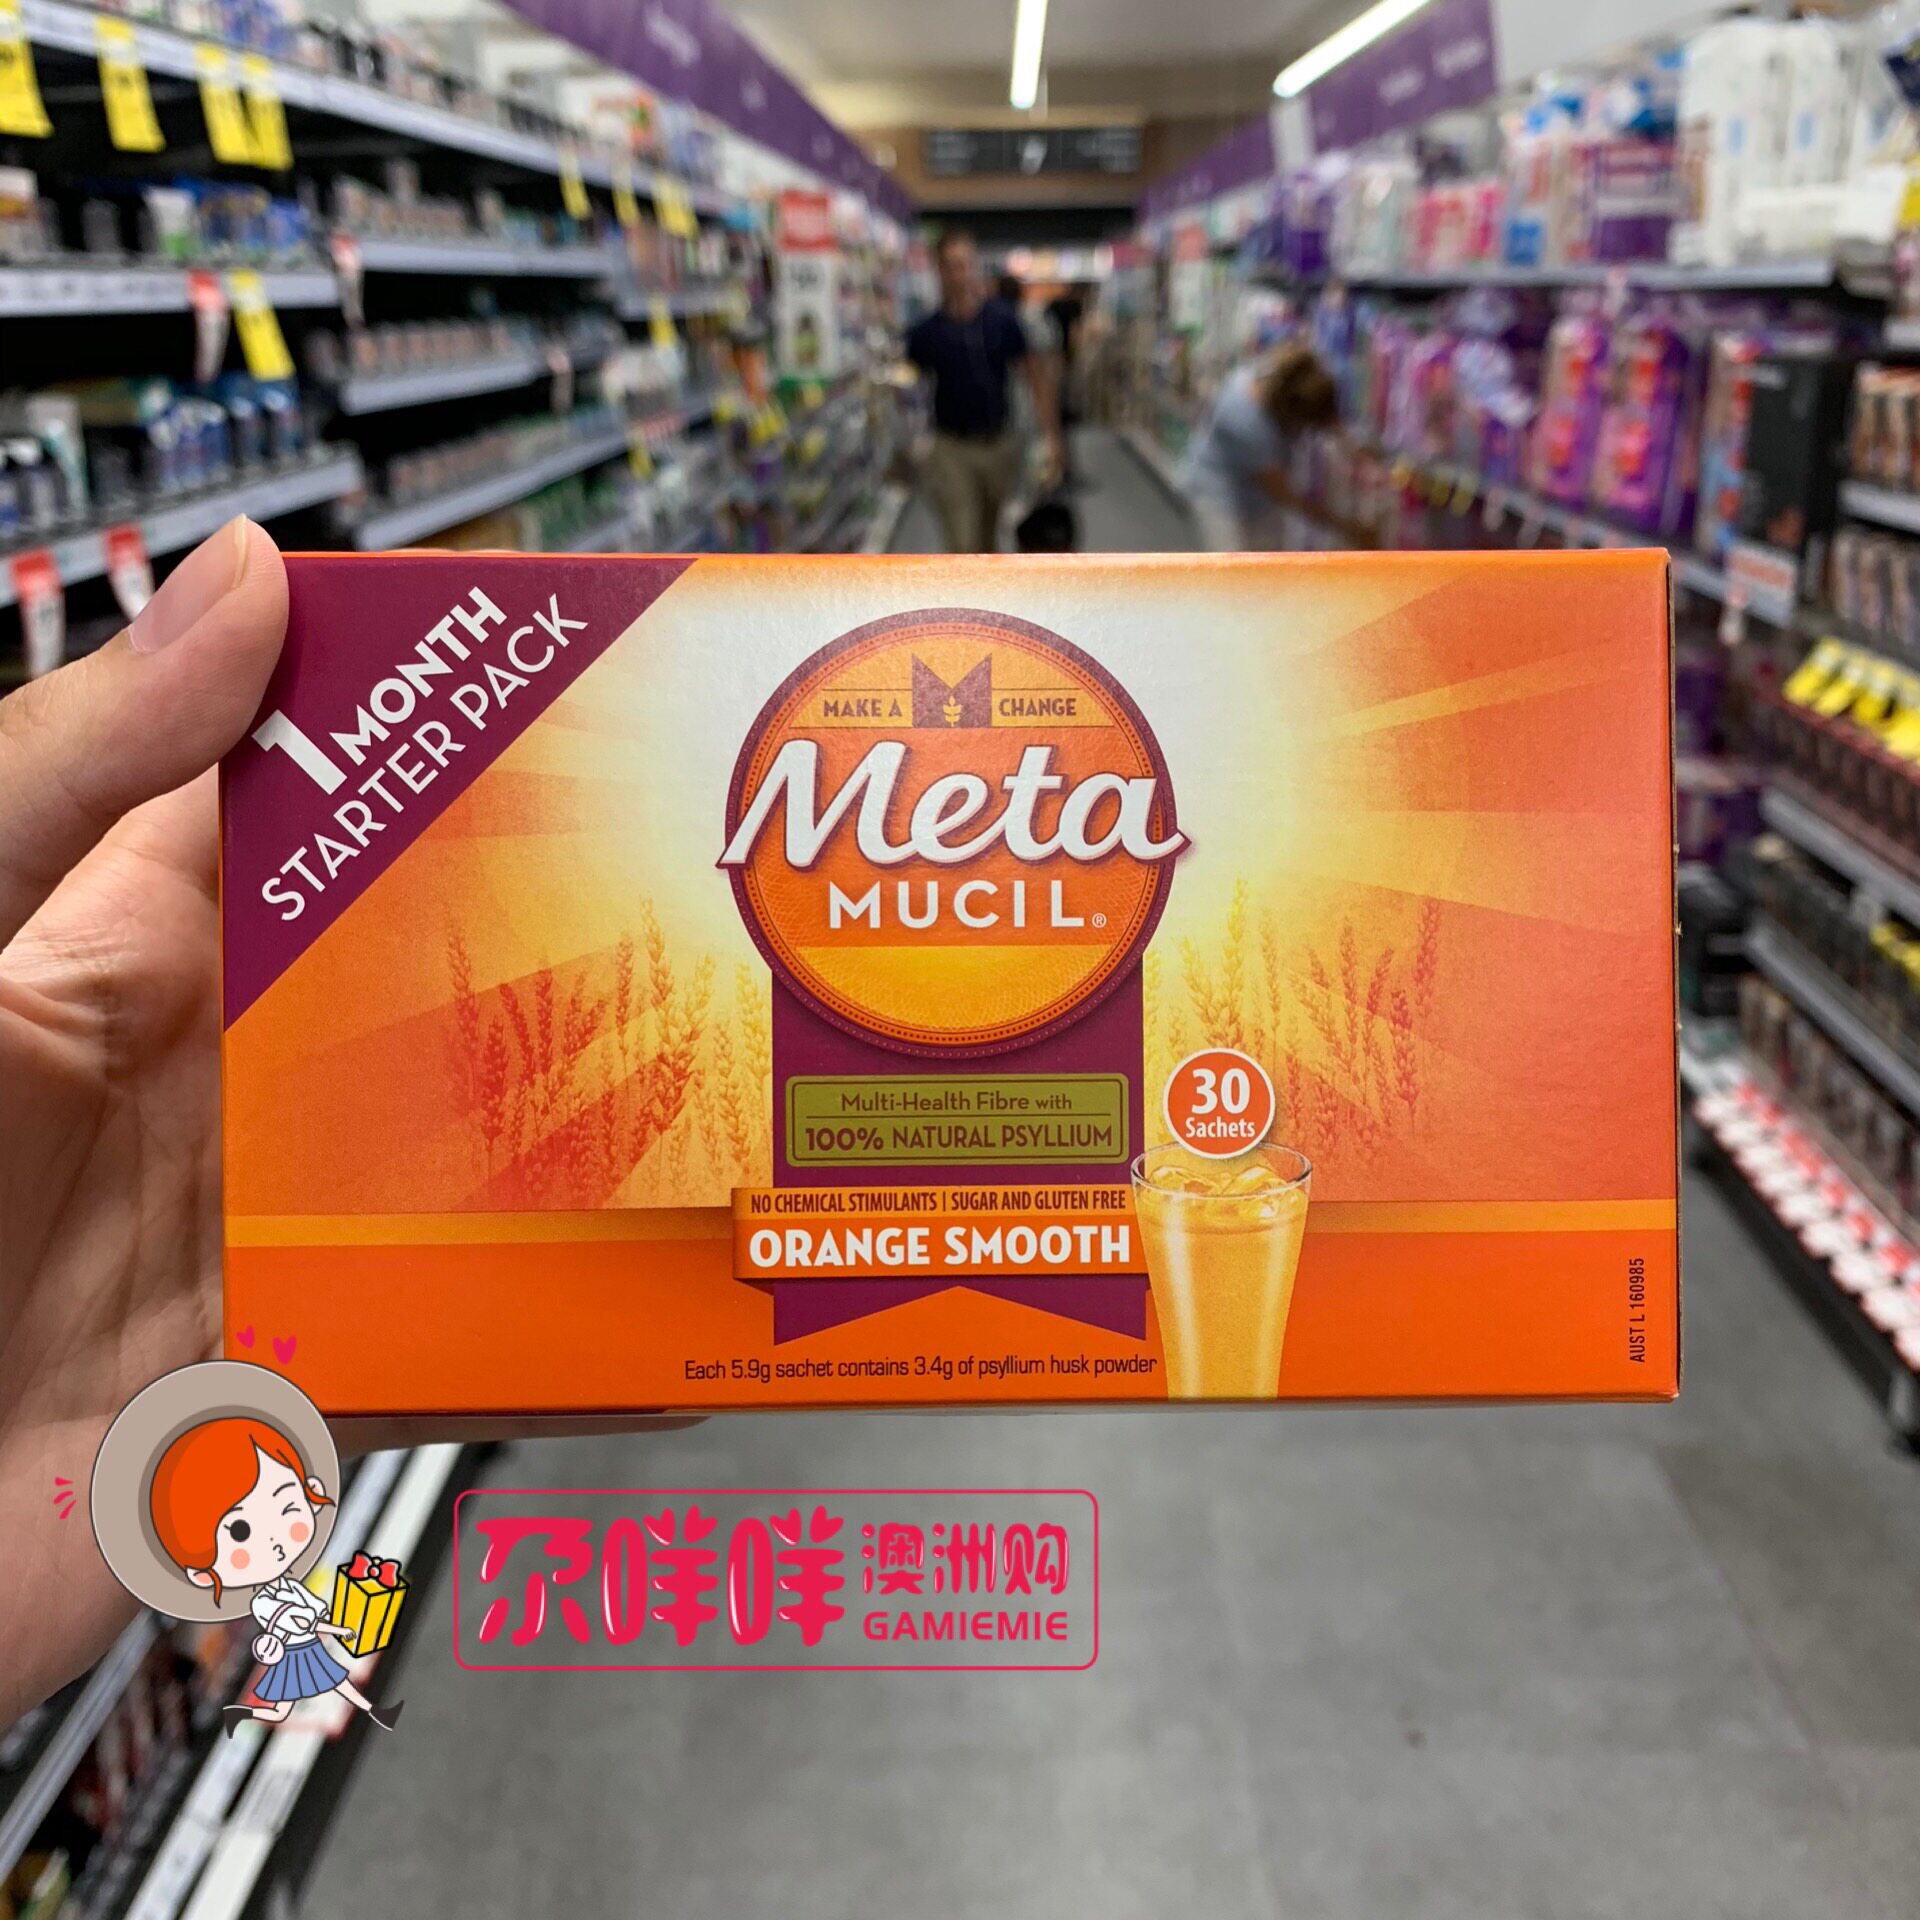 1 MONTH
STARTER PACK
MAKE A CHANGE
Meta
MUCIL®
Multi-Health Fibre with
100% NATURAL PSYLLIUM
30
Sachets
NO CHEMICAL STIMULANTS | SUGAR AND GLUTEN FREE
ORANGE SMOOTH
Each 5.9g sachet contains 3.4g of psyllium husk powder
AUST L 160985
尕咩咩澳洲购
GAMIEMIE